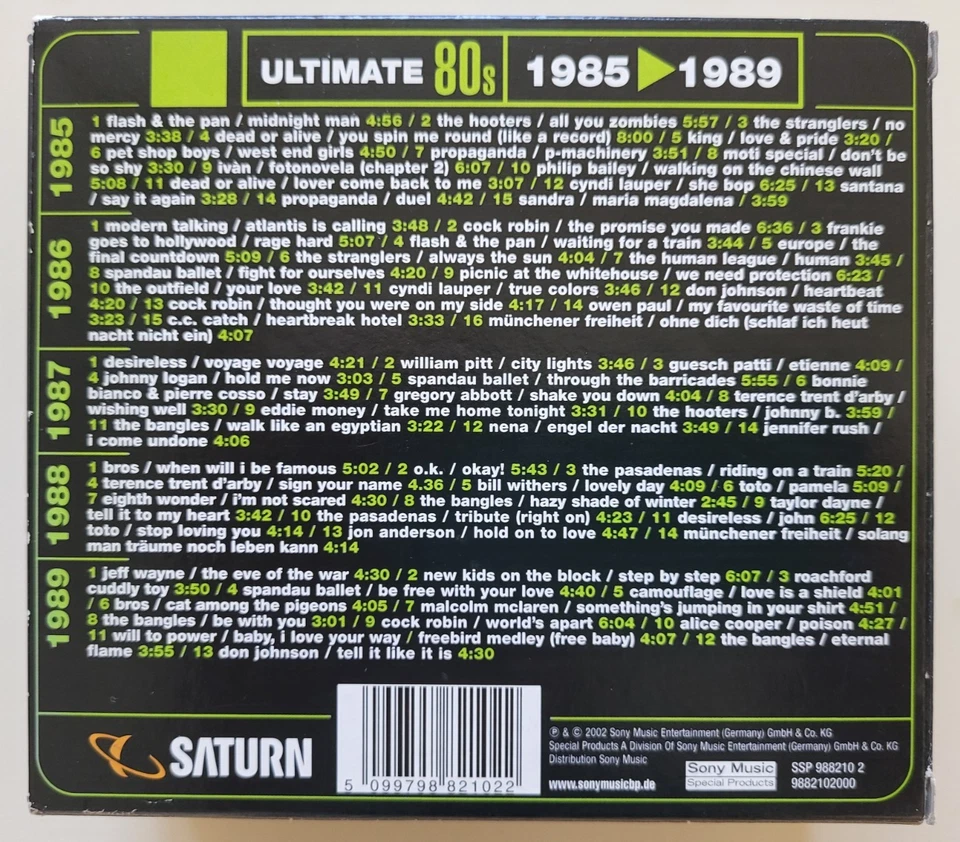 ULTIMATE 80s 1985 1989
1985
1 flash & the pan / midnight man 4:56 / 2 the hooters / all you zombies 5:57 / 3 the stranglers / no
mercy 3:38 / 4 dead or alive / you spin me round (like a record) 8:00 / 5 king / love & pride 3:20 /
6 pet shop boys / west end girls 4:50 / 7 propaganda / p-machinery 3:51 / 8 moti special / don't be
so shy 3:30 / 9 ivàn / fotonovela (chapter 2) 6:07 / 10 philip bailey / walking on the chinese wall
5:08 / 11 dead or alive / lover come back to me 3:07 / 12 cyndi lauper / she bop 6:25 / 13 santana
/ say it again 3:28 / 14 propaganda / duel 4:42 / 15 sandra / maria magdalena / 3:59
1986
1 modern talking / atlantis is calling 3:48 / 2 cock robin / the promise you made 6:36 / 3 frankie
goes to hollywood / rage hard 5:07 / 4 flash & the pan / waiting for a train 3:44 / 5 europe / the
final countdown 5:09 / 6 the stranglers / always the sun 4:04 / 7 the human league / human 3:45 /
8 spandau ballet / fight for ourselves 4:20 / 9 picnic at the whitehouse / we need protection 6:23 /
10 the outfield / your love 3:42 / 11 cyndi lauper / true colors 3:46 / 12 don johnson / heartbeat
4:20 / 13 cock robin / thought you were on my side 4:17 / 14 owen paul / my favourite waste of time
3:23 / 15 c.c. catch / heartbreak hotel 3:33 / 16 münchener freiheit / ohne dich (schlaf ich heut
nacht nicht ein) 4:07
1987
1 desireless / voyage voyage 4:21 / 2 william pitt / city lights 3:46 / 3 guesch patti / etienne 4:09 /
4 johnny logan / hold me now 3:03 / 5 spandau ballet / through the barricades 5:55 / 6 bonnie
bianco & pierre cosso / stay 3:49 / 7 gregory abbott / shake you down 4:04 / 8 terence trent d'arby /
wishing well 3:30 / 9 eddie money / take me home tonight 3:31 / 10 the hooters / johnny b. 3:59 /
11 the bangles / walk like an egyptian 3:22 / 12 nena / engel der nacht 3:49 / 14 jennifer rush /
i come undone 4:06
1988
1 bros / when will i be famous 5:02 / 2 o.k. / okay! 5:43 / 3 the pasadenas / riding on a train 5:20 /
4 terence trent d'arby / sign your name 4.36 / 5 bill withers / lovely day 4:09 / 6 toto / pamela 5:09 /
7 eighth wonder / i'm not scared 4:30 / 8 the bangles / hazy shade of winter 2:45 / 9 taylor dayne /
tell it to my heart 3:42 / 10 the pasadenas / tribute (right on) 4:23 / 11 desireless / john 6:25 / 12
toto / stop loving you 4:14 / 13 jon anderson / hold on to love 4:47 / 14 münchener freiheit / solang
man träume noch leben kann 4:14
1989
1 jeff wayne / the eve of the war 4:30 / 2 new kids on the block / step by step 6:07 / 3 roachford
cuddly toy 3:50 / 4 spandau ballet / be free with your love 4:40 / 5 camouflage / love is a shield 4:01
/ 6 bros / cat among the pigeons 4:05 / 7 malcolm mclaren / something's jumping in your shirt 4:51 /
8 the bangles / be with you 3:01 / 9 cock robin / world's apart 6:04 / 10 alice cooper / poison 4:27 /
11 will to power / baby, i love your way / freebird medley (free baby) 4:07 / 12 the bangles / eternal
flame 3:55 / 13 don johnson / tell it like it is 4:30
SATURN
5 099798 821022
℗ & © 2002 Sony Music Entertainment (Germany) GmbH & Co. KG
Special Products A Division Of Sony Music Entertainment (Germany) GmbH & Co. KG
Distribution Sony Music
www.sonymusicbp.de
Sony Music
Special Products
SSP 988210 2
9882102000